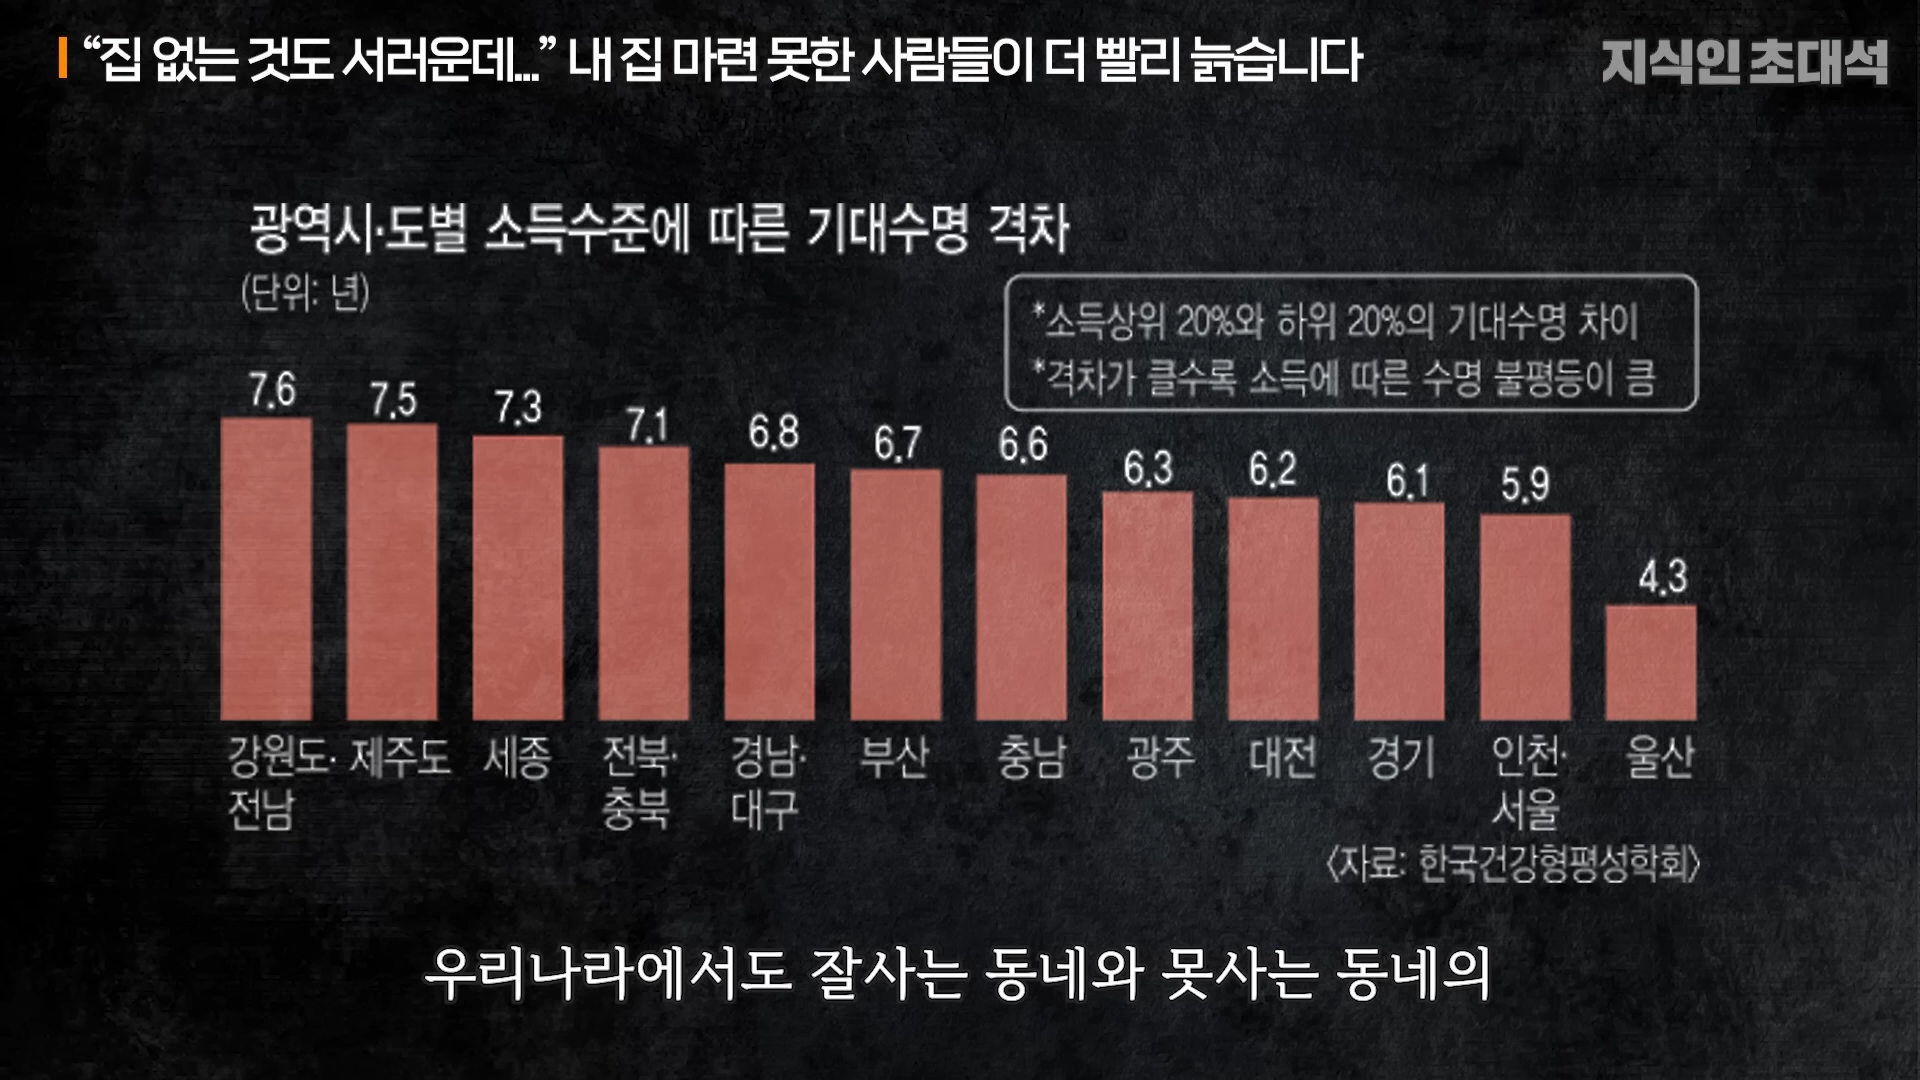 “집 없는 것도 서러운데...” 내 집 마련 못한 사람들이 더 빨리 늙습니다
지식인 초대석
광역시·도별 소득수준에 따른 기대수명 격차
(단위: 년)
*소득상위 20%와 하위 20%의 기대수명 차이
*격차가 클수록 소득에 따른 수명 불평등이 큼
7.6 7.5 7.3 7.1 6.8 6.7 6.6 6.3 6.2 6.1 5.9 4.3
강원도· 제주도 세종 전북· 경남· 부산 충남 광주 대전 경기 인천· 울산
전남 충북 대구 서울
〈자료: 한국건강형평성학회〉
우리나라에서도 잘사는 동네와 못사는 동네의